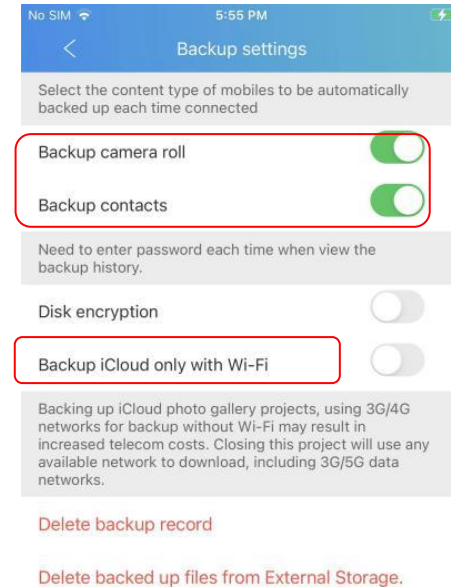 No SIM 5:55 PM
Backup settings
Select the content type of mobiles to be automatically
backed up each time connected
Backup camera roll
Backup contacts
Need to enter password each time when view the
backup history.
Disk encryption
Backup iCloud only with Wi-Fi
Backing up iCloud photo gallery projects, using 3G/4G
networks for backup without Wi-Fi may result in
increased telecom costs. Closing this project will use any
available network to download, including 3G/5G data
networks.
Delete backup record
Delete backed up files from External Storage.